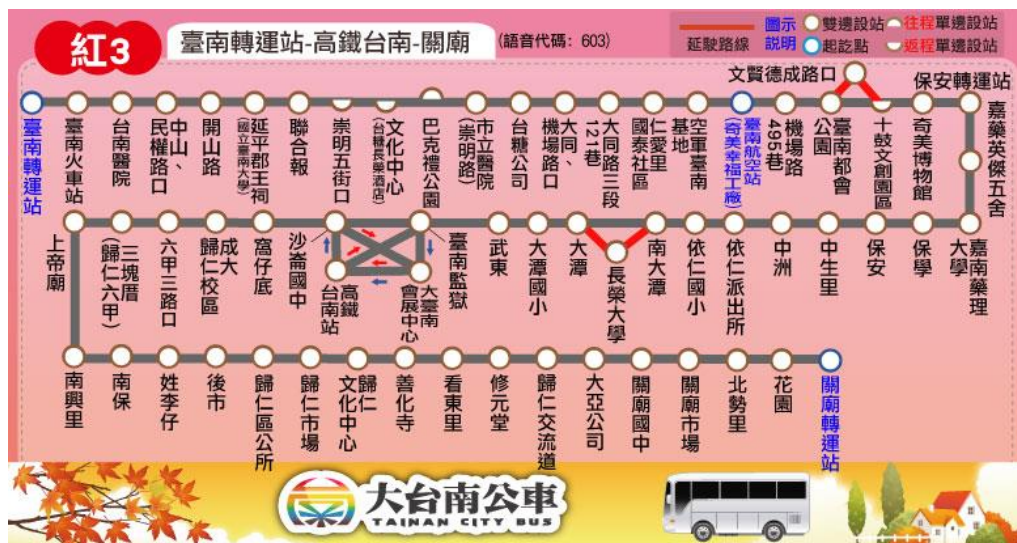 紅3
臺南轉運站-高鐵台南-關廟
(語音代碼: 603)
延駛路線
圖示
說明
雙邊設站
起訖點
往程單邊設站
返程單邊設站
臺南轉運站
臺南火車站
台南醫院
中山、
民權路口
開山路
延平郡王祠
(國立臺南大學)
聯合報
崇明五街口
文化中心
(台糖長榮酒店)
巴克禮公園
市立醫院
(崇明路)
台糖公司
大同、
機場路口
大同路三段
121巷
仁愛里
國泰社區
空軍臺南
基地
臺南航空站
(奇美幸福工廠)
機場路
495巷
臺南都會
公園
文賢德成路口
十鼓文創園區
奇美博物館
保安轉運站
嘉藥英傑五舍
嘉南藥理
大學
保學
保安
中生里
中洲
依仁派出所
依仁國小
南大潭
長榮大學
大潭
大潭國小
武東
臺南監獄
大臺南
會展中心
高鐵
台南站
沙崙國中
窩仔底
成大
歸仁校區
六甲三路口
三塊厝
(歸仁六甲)
上帝廟
南興里
南保
姓李仔
後市
歸仁區公所
歸仁市場
歸仁
文化中心
善化寺
看東里
修元堂
歸仁交流道
大亞公司
關廟國中
關廟市場
北勢里
花園
關廟轉運站
大台南公車
TAINAN CITY BUS